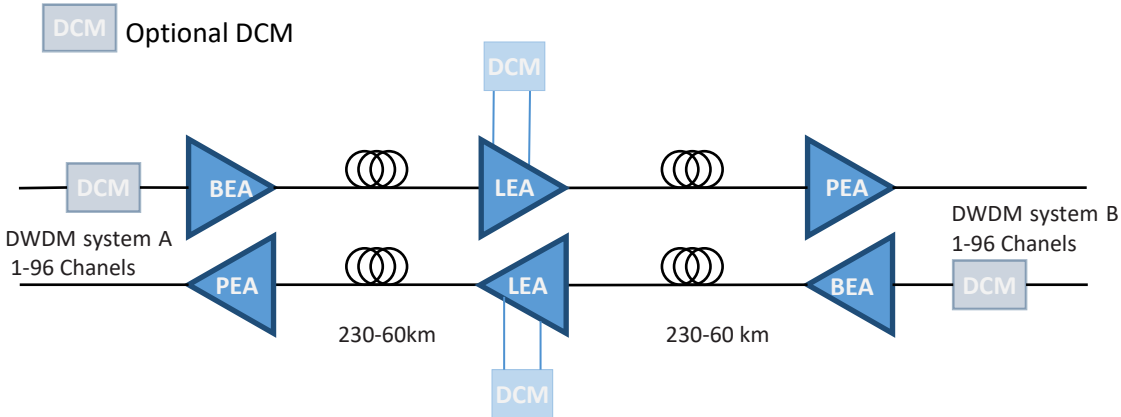 DCM Optional DCM
DCM
DCM BEA LEA PEA
DWDM system A
1-96 Chanels
DWDM system B
1-96 Chanels
PEA LEA BEA DCM
230-60km 230-60 km
DCM